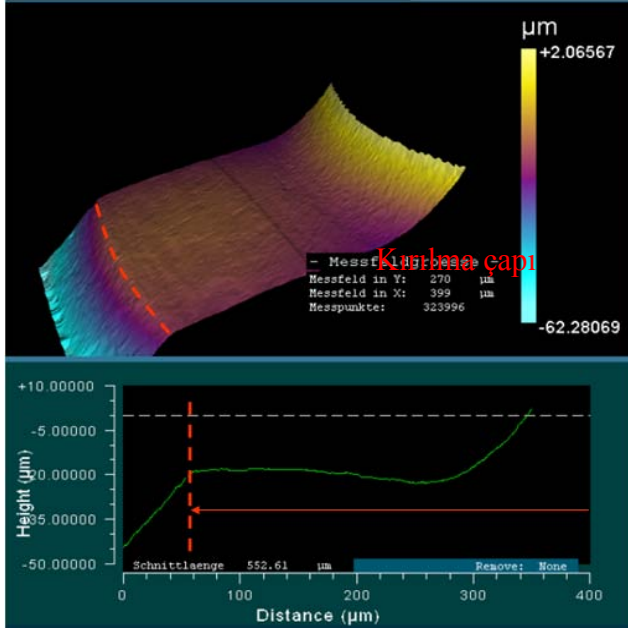 µm
+2.06567
-62.28069
Kırılma çapı
- Messfeldgroesse -
Messfeld in Y: 270 µm
Messfeld in X: 399 µm
Messpunkte: 323996
Height (µm)
+10.00000
-5.00000
-20.00000
-35.00000
-50.00000
Schnittlaenge 552.61 µm
Remove: None
0 100 200 300 400
Distance (µm)